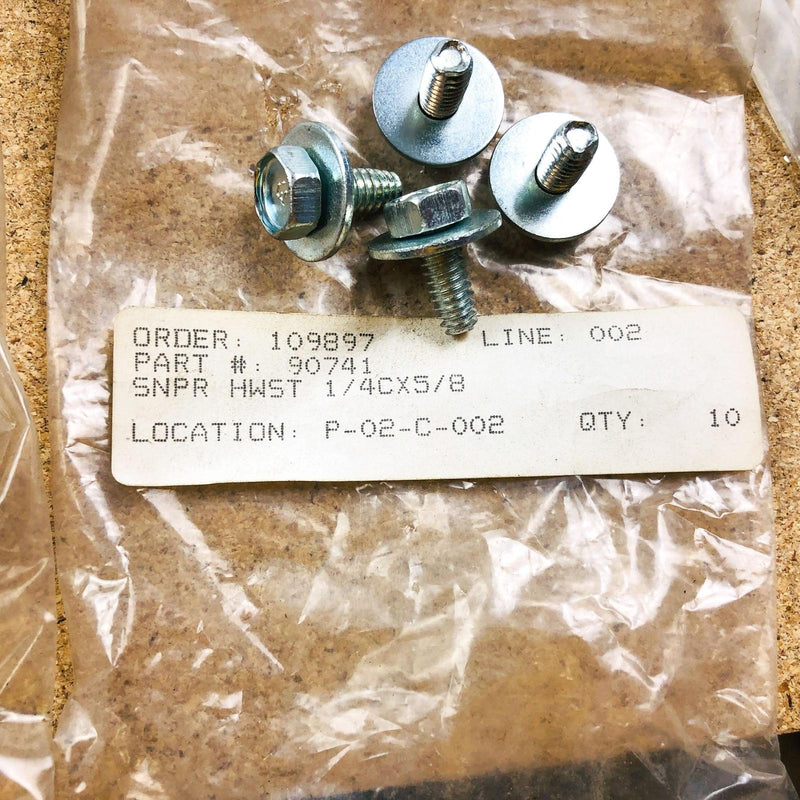 ORDER: 109897 LINE: 002
PART #: 90741
SNPR HWST 1/4CX5/8
LOCATION: P-02-C-002 QTY: 10